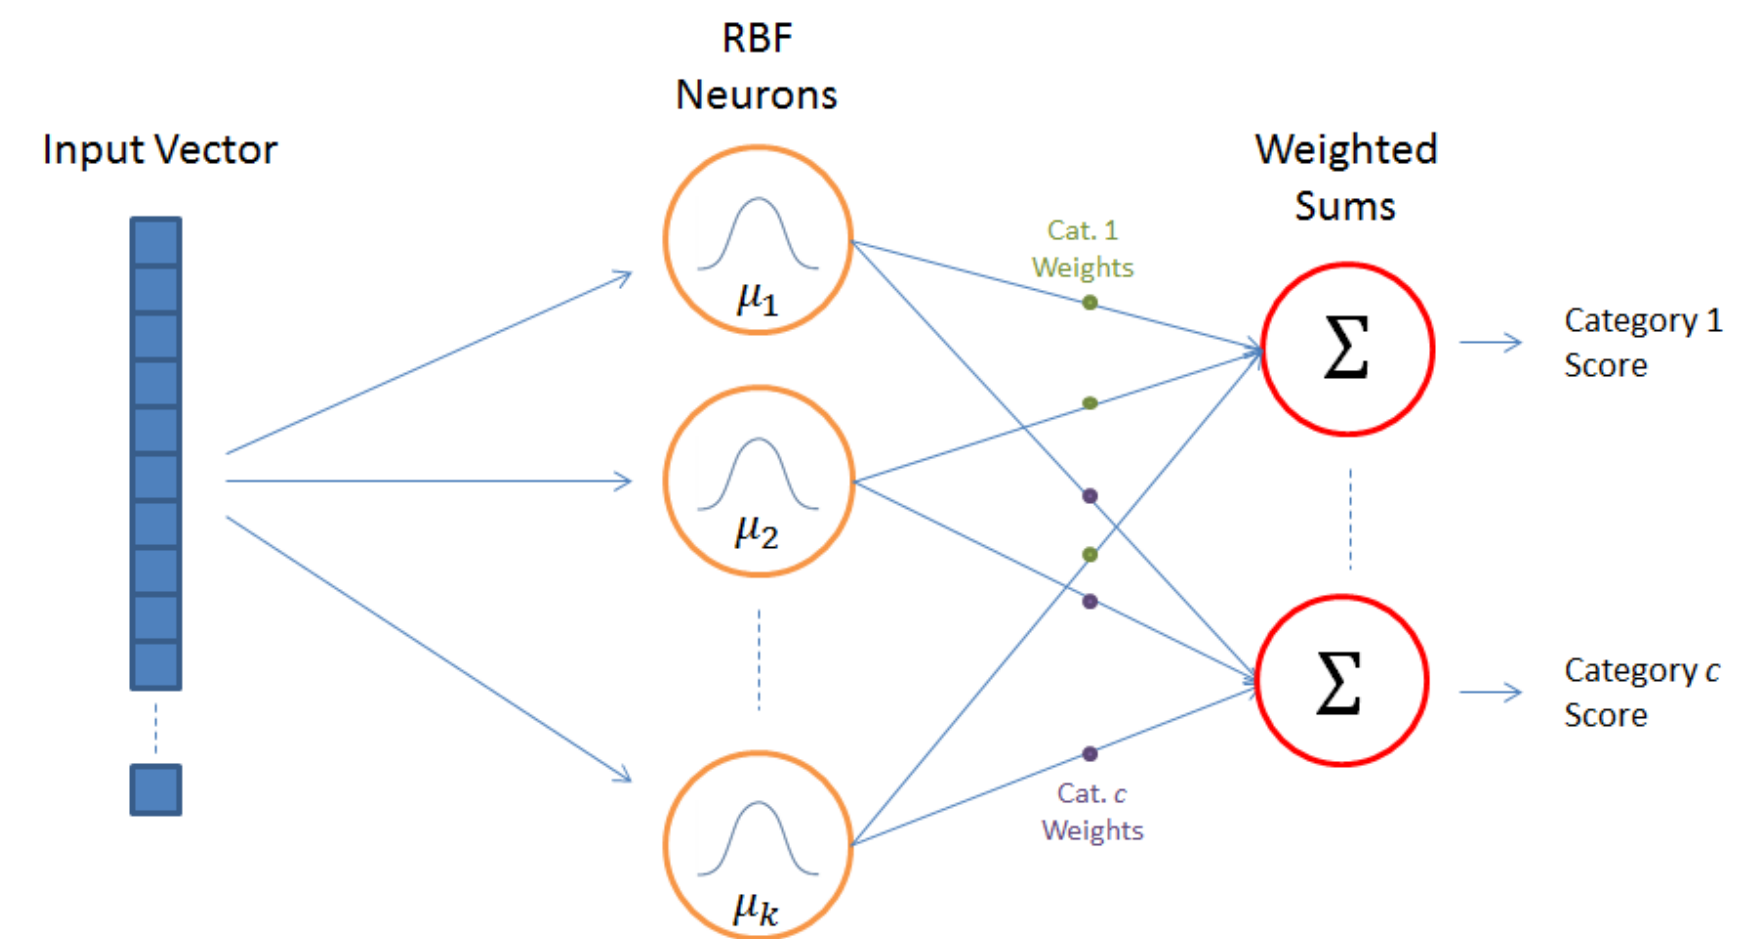 RBF
Neurons
Input Vector
Weighted
Sums
Cat. 1
Weights
μ1
Σ
Category 1
Score
μ2
Σ
Category c
Score
Cat. c
Weights
μk